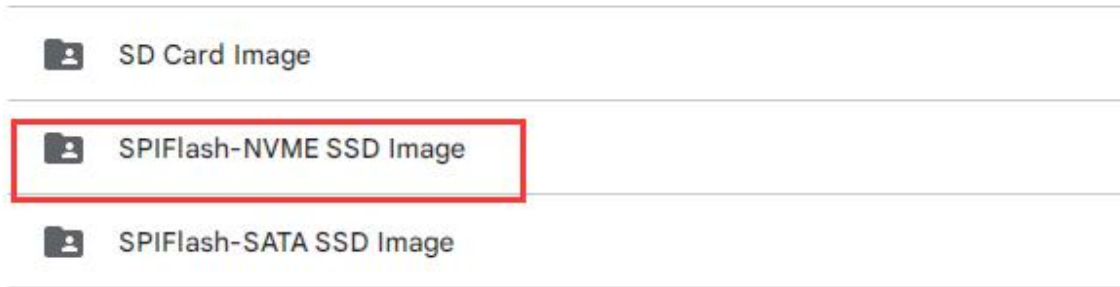 SD Card Image
SPIFlash-NVME SSD Image
SPIFlash-SATA SSD Image